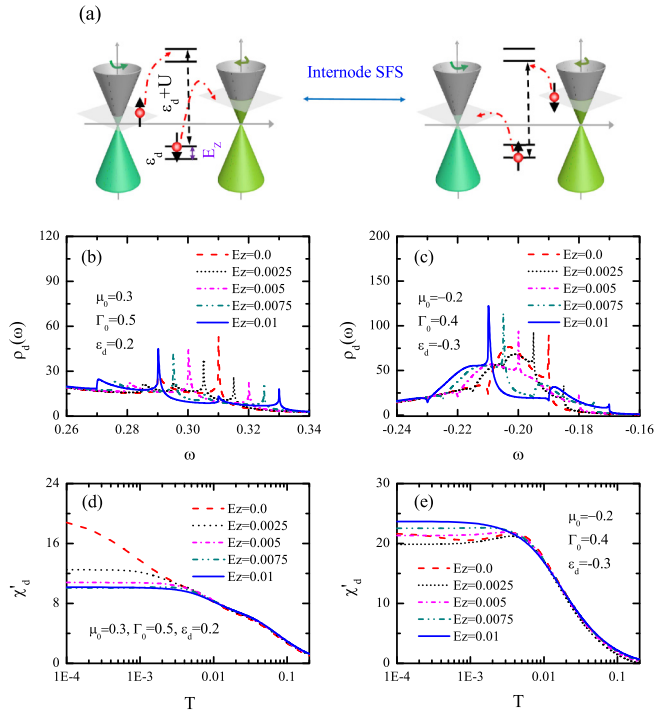 (a)
Internode SFS
ε_d+U
ε_d
E_Z
(b)
120
90
60
30
0
0.26 0.28 0.30 0.32 0.34
ρ_d(ω)
ω
μ_0=0.3
Γ_0=0.5
ε_d=0.2
Ez=0.0
Ez=0.0025
Ez=0.005
Ez=0.0075
Ez=0.01
(c)
200
150
100
50
0
-0.24 -0.22 -0.20 -0.18 -0.16
ρ_d(ω)
ω
μ_0=−0.2
Γ_0=0.4
ε_d=-0.3
Ez=0.0
Ez=0.0025
Ez=0.005
Ez=0.0075
Ez=0.01
(d)
24
16
8
0
1E-4 1E-3 0.01 0.1
χ'_d
T
Ez=0.0
Ez=0.0025
Ez=0.005
Ez=0.0075
Ez=0.01
μ_0=0.3, Γ_0=0.5, ε_d=0.2
(e)
30
20
10
0
1E-4 1E-3 0.01 0.1
χ'_d
T
μ_0=−0.2
Γ_0=0.4
ε_d=-0.3
Ez=0.0
Ez=0.0025
Ez=0.005
Ez=0.0075
Ez=0.01